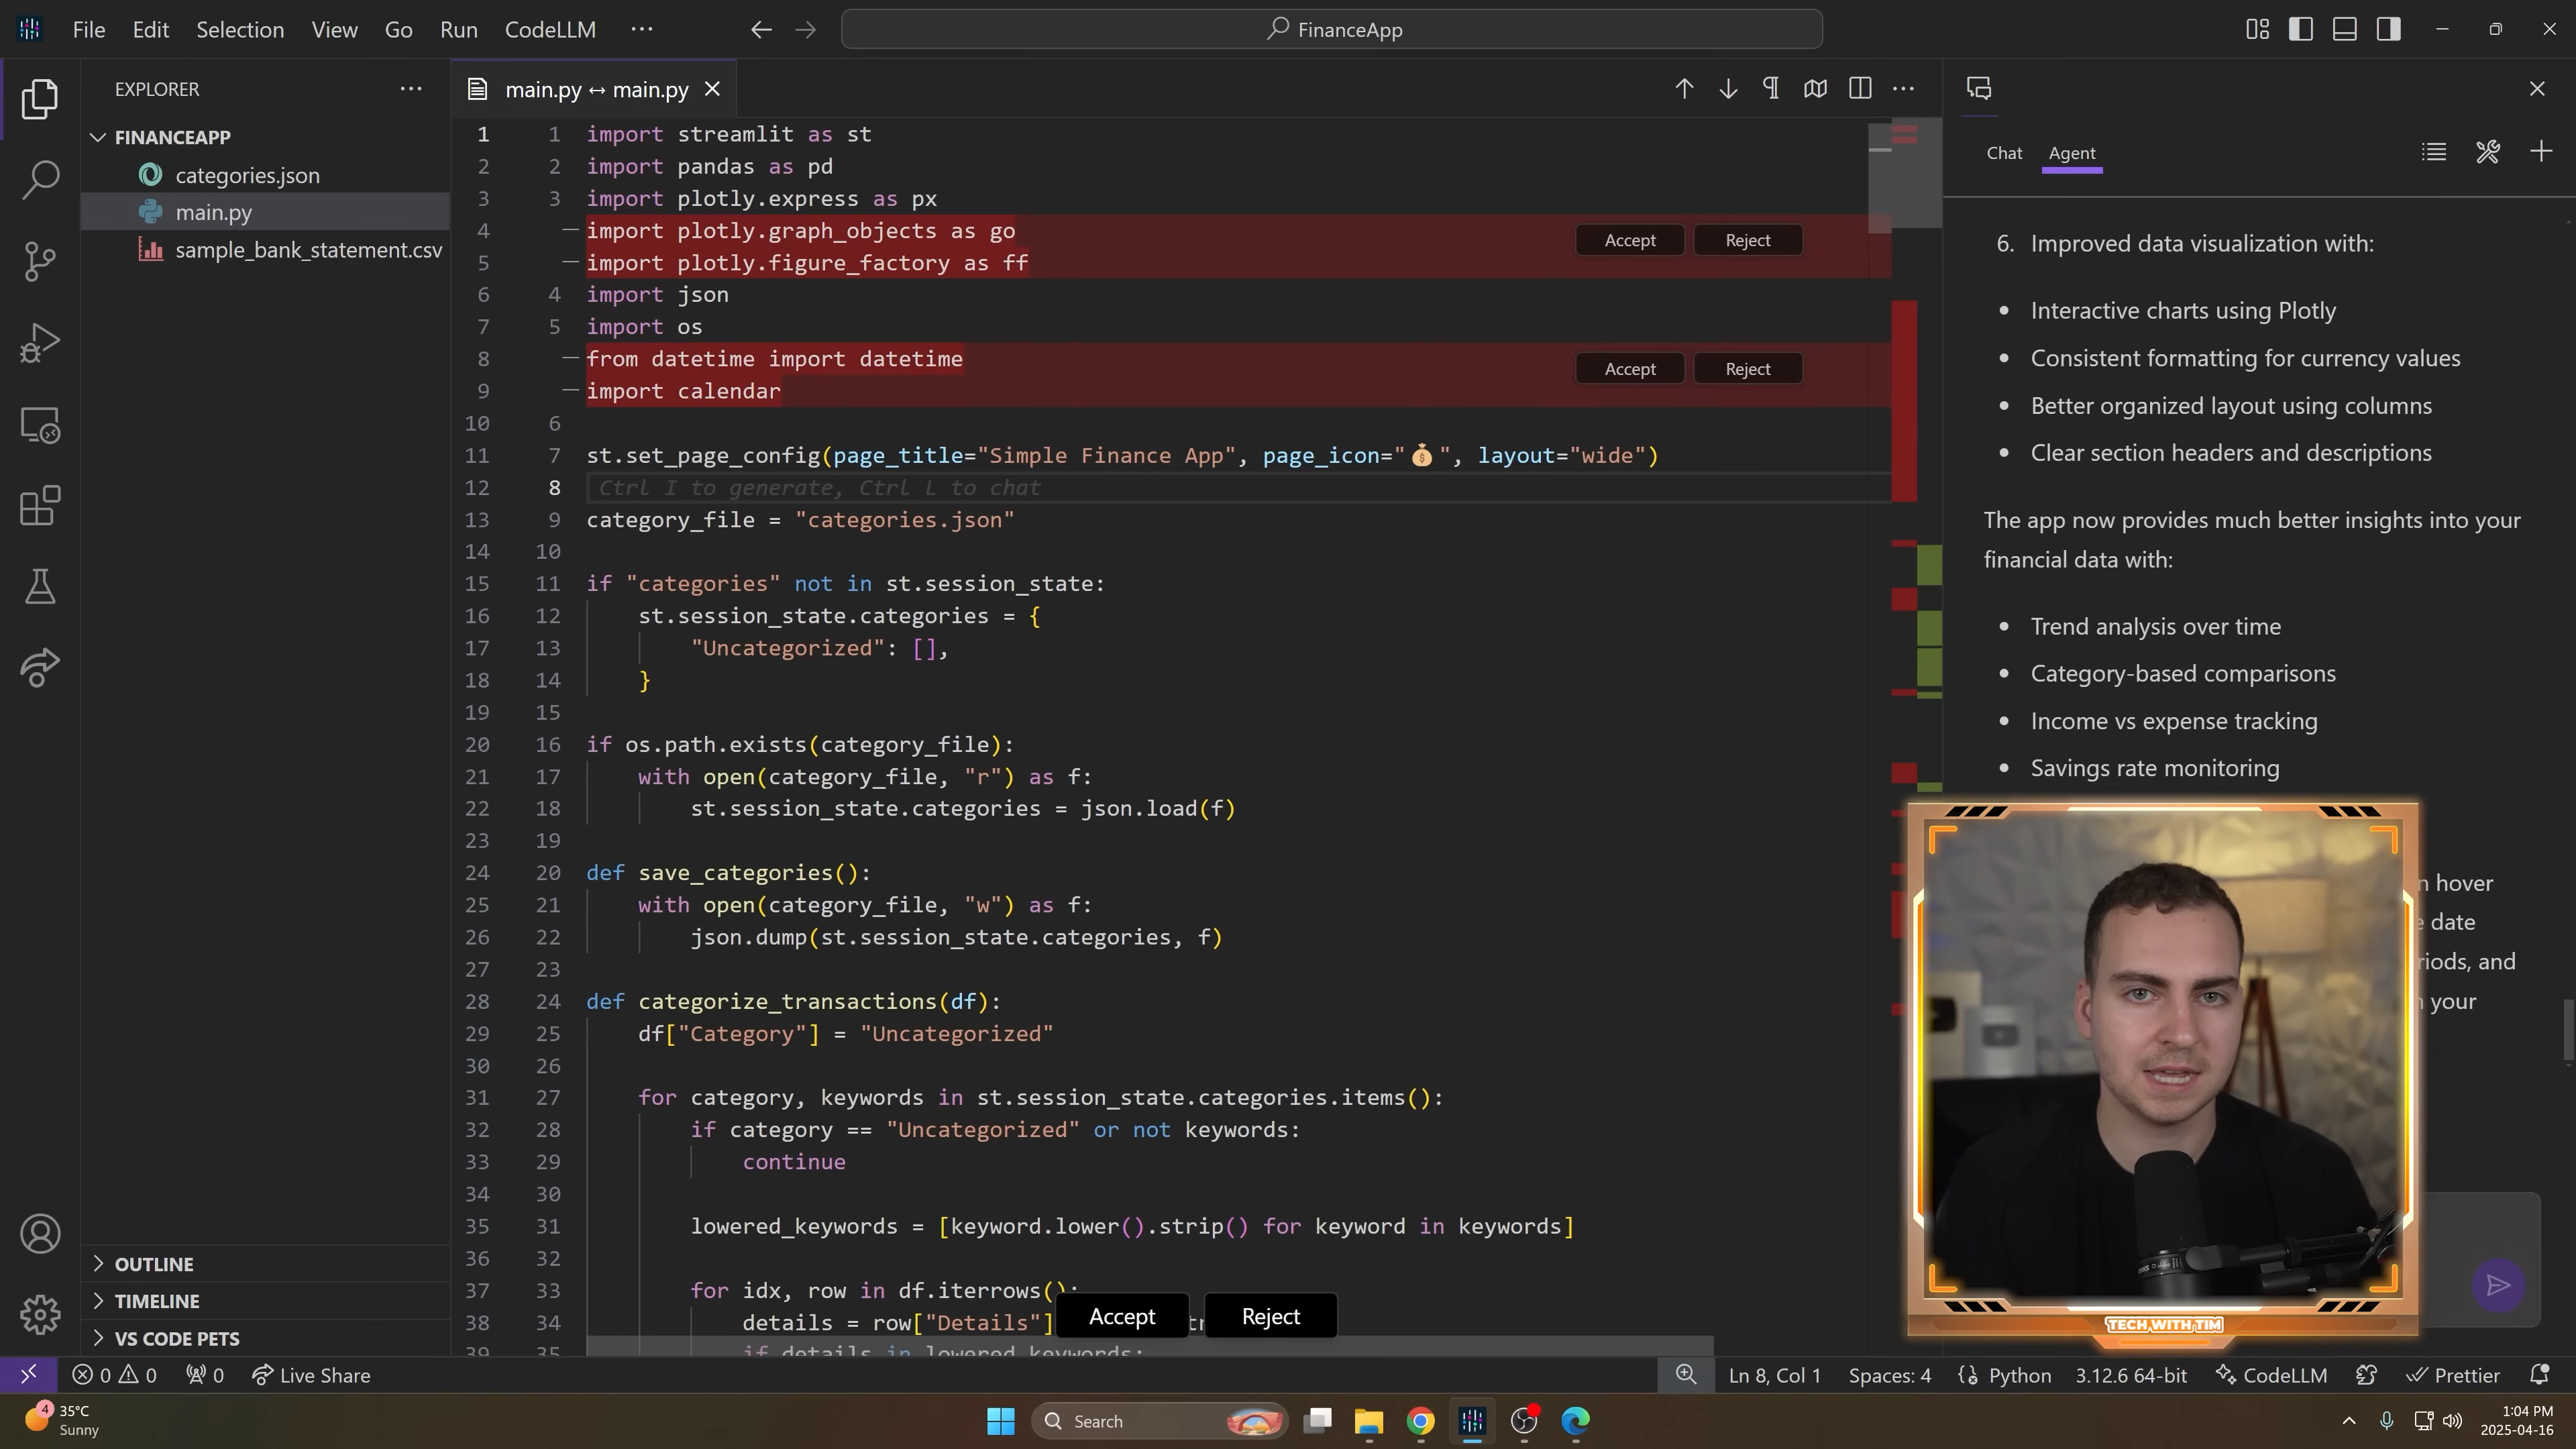 File Edit Selection View Go Run CodeLLM ...
FinanceApp
EXPLORER
FINANCEAPP
categories.json
main.py
sample_bank_statement.csv
OUTLINE
TIMELINE
VS CODE PETS
main.py ↔ main.py
1 1 import streamlit as st
2 2 import pandas as pd
3 3 import plotly.express as px
4 — import plotly.graph_objects as go
Accept Reject
5 — import plotly.figure_factory as ff
6 4 import json
7 5 import os
8 — from datetime import datetime
Accept Reject
9 — import calendar
10 6
11 7 st.set_page_config(page_title="Simple Finance App", page_icon="💰", layout="wide")
12 8 Ctrl I to generate, Ctrl L to chat
13 9 category_file = "categories.json"
14 10
15 11 if "categories" not in st.session_state:
16 12 st.session_state.categories = {
17 13 "Uncategorized": [],
18 14 }
19 15
20 16 if os.path.exists(category_file):
21 17 with open(category_file, "r") as f:
22 18 st.session_state.categories = json.load(f)
23 19
24 20 def save_categories():
25 21 with open(category_file, "w") as f:
26 22 json.dump(st.session_state.categories, f)
27 23
28 24 def categorize_transactions(df):
29 25 df["Category"] = "Uncategorized"
30 26
31 27 for category, keywords in st.session_state.categories.items():
32 28 if category == "Uncategorized" or not keywords:
33 29 continue
34 30
35 31 lowered_keywords = [keyword.lower().strip() for keyword in keywords]
36 32
37 33 for idx, row in df.iterrows():
38 34 details = row["Details"]
39 35 if details in lowered_keywords:
Accept Reject
Chat Agent
6. Improved data visualization with:
• Interactive charts using Plotly
• Consistent formatting for currency values
• Better organized layout using columns
• Clear section headers and descriptions
The app now provides much better insights into your
financial data with:
• Trend analysis over time
• Category-based comparisons
• Income vs expense tracking
• Savings rate monitoring
hover
date
and
your
TECH WITH TIM
0 0 0 Live Share
Ln 8, Col 1 Spaces: 4 Python 3.12.6 64-bit CodeLLM Prettier
4 35°C
Sunny
Search
1:04 PM
2025-04-16